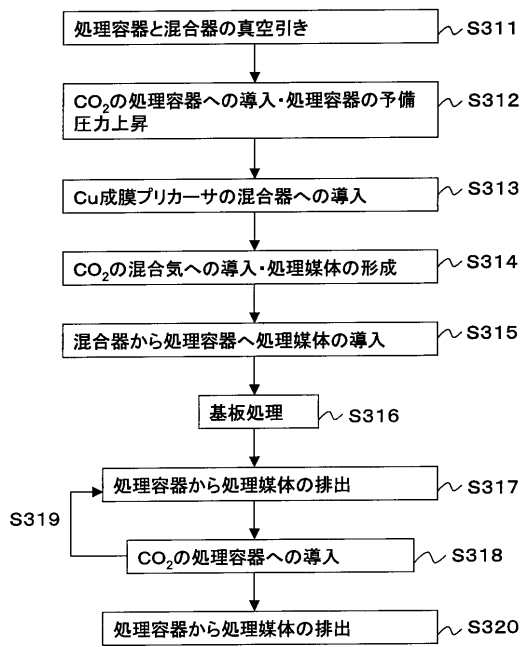 処理容器と混合器の真空引き
S311
CO2の処理容器への導入・処理容器の予備
圧力上昇
S312
Cu成膜プリカーサの混合器への導入
S313
CO2の混合気への導入・処理媒体の形成
S314
混合器から処理容器へ処理媒体の導入
S315
基板処理
S316
処理容器から処理媒体の排出
S317
S319
CO2の処理容器への導入
S318
処理容器から処理媒体の排出
S320